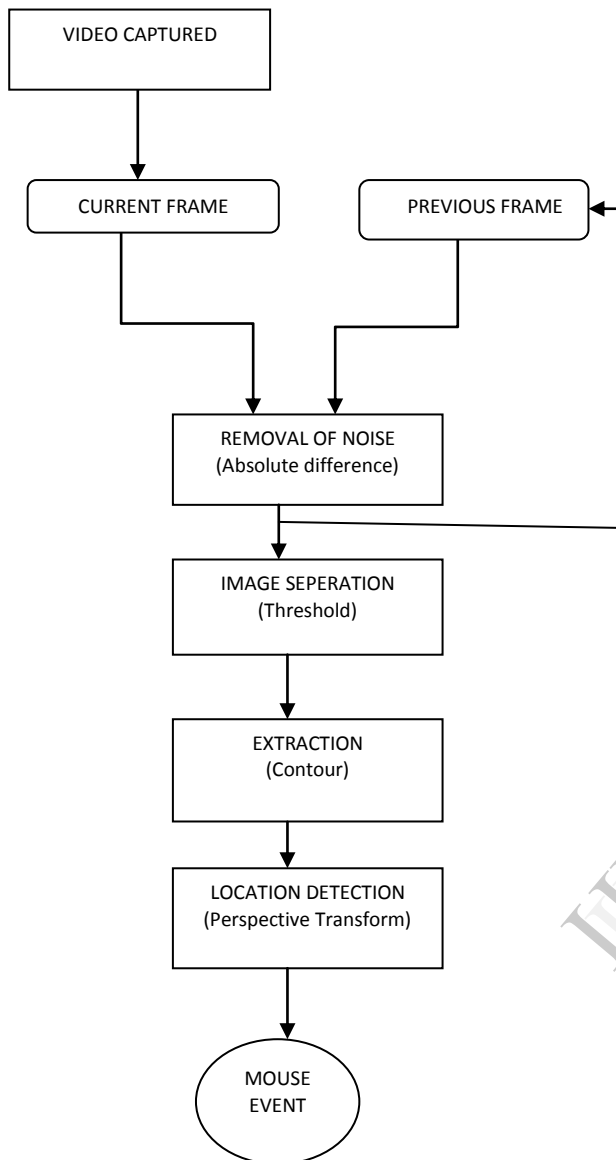 VIDEO CAPTURED
CURRENT FRAME
PREVIOUS FRAME
REMOVAL OF NOISE
(Absolute difference)
IMAGE SEPERATION
(Threshold)
EXTRACTION
(Contour)
LOCATION DETECTION
(Perspective Transform)
MOUSE
EVENT